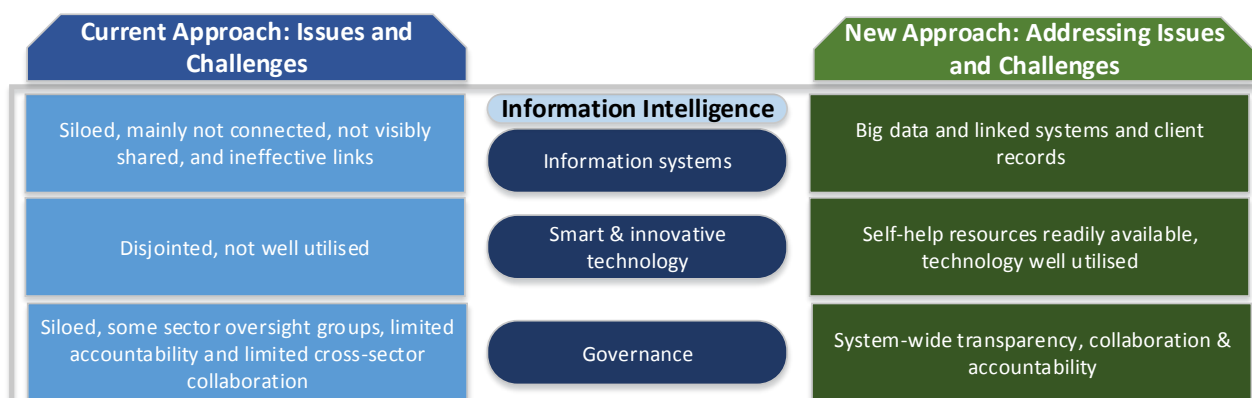 Current Approach: Issues and
Challenges
New Approach: Addressing Issues
and Challenges
Information Intelligence
Siloed, mainly not connected, not visibly
shared, and ineffective links
Information systems
Big data and linked systems and client
records
Disjointed, not well utilised
Smart & innovative
technology
Self-help resources readily available,
technology well utilised
Siloed, some sector oversight groups, limited
accountability and limited cross-sector
collaboration
Governance
System-wide transparency, collaboration &
accountability